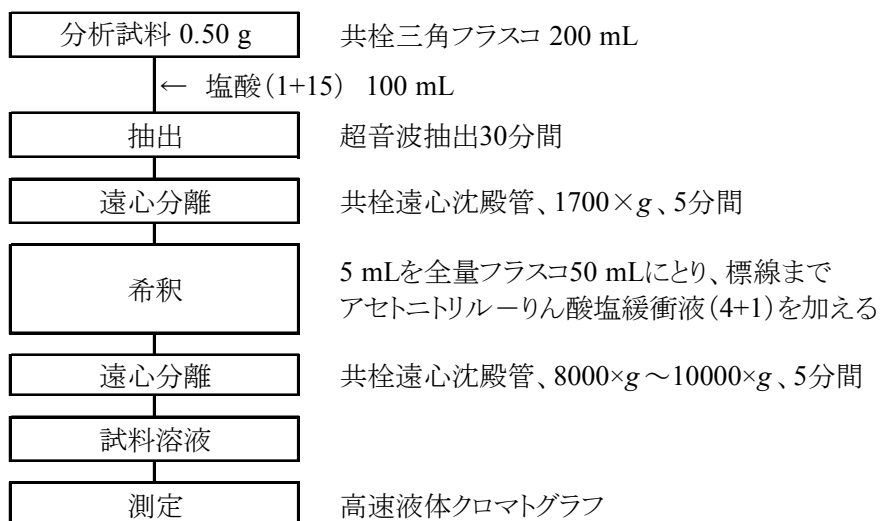 分析試料 0.50 g 共栓三角フラスコ 200 mL
← 塩酸（1+15） 100 mL
抽出 超音波抽出30分間
遠心分離 共栓遠心沈殿管、1700×g、5分間
希釈 5 mLを全量フラスコ50 mLにとり、標線まで
アセトニトリル－りん酸塩緩衝液（4+1）を加える
遠心分離 共栓遠心沈殿管、8000×g～10000×g、5分間
試料溶液
測定 高速液体クロマトグラフ